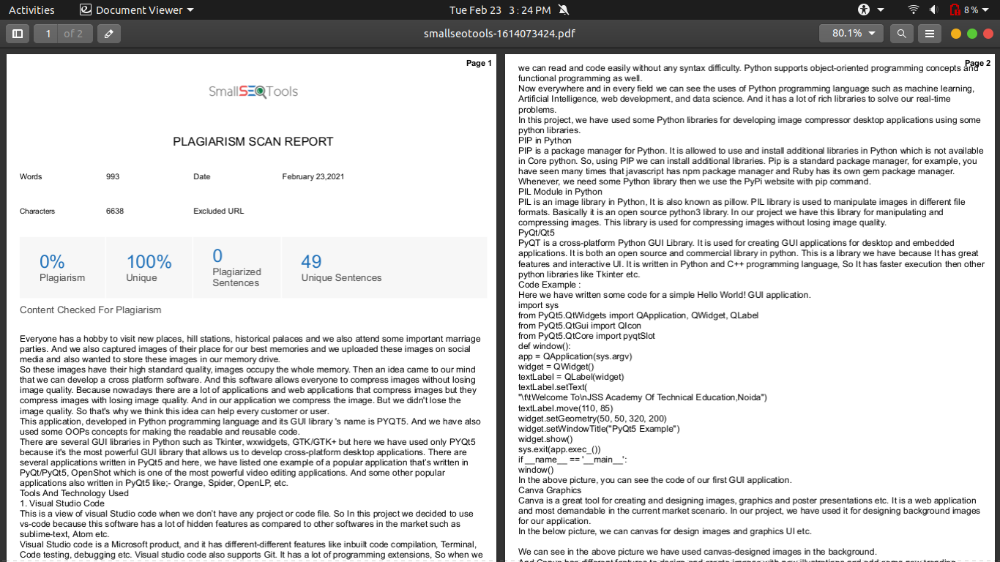 Activities
Document Viewer
Tue Feb 23 3:24 PM
8%
1 of 2
smallseotools-1614073424.pdf
80.1%
Page 1
SmallSEOTools
PLAGIARISM SCAN REPORT
Words 993 Date February 23,2021
Characters 6638 Excluded URL
0%
Plagiarism
100%
Unique
0
Plagiarized
Sentences
49
Unique Sentences
Content Checked For Plagiarism
Everyone has a hobby to visit new places, hill stations, historical palaces and we also attend some important marriage
parties. And we also captured images of their place for our best memories and we uploaded these images on social
media and also wanted to store these images in our memory drive.
So these images have their high standard quality, images occupy the whole memory. Then an idea came to our mind
that we can develop a cross platform software. And this software allows everyone to compress images without losing
image quality. Because nowadays there are a lot of applications and web applications that compress images but they
compress images with losing image quality. And in our application we compress the image. But we didn't lose the
image quality. So that's why we think this idea can help every customer or user.
This application, developed in Python programming language and its GUI library 's name is PYQT5. And we have also
used some OOPs concepts for making the readable and reusable code.
There are several GUI libraries in Python such as Tkinter, wxwidgets, GTK/GTK+ but here we have used only PYQt5
because it's the most powerful GUI library that allows us to develop cross-platform desktop applications. There are
several applications written in PyQt5 and here, we have listed one example of a popular application that's written in
PyQt/PyQt5, OpenShot which is one of the most powerful video editing applications. And some other popular
applications also written in PyQt5 like;- Orange, Spider, OpenLP, etc.
Tools And Technology Used
1. Visual Studio Code
This is a view of visual Studio code when we don't have any project or code file. So In this project we decided to use
vs-code because this software has a lot of hidden features as compared to other softwares in the market such as
sublime-text, Atom etc.
Visual Studio code is a Microsoft product, and it has different-different features like inbuilt code compilation, Terminal,
Code testing, debugging etc. Visual studio code also supports Git. It has a lot of programming extensions, So when we
Page 2
we can read and code easily without any syntax difficulty. Python supports object-oriented programming concepts and
functional programming as well.
Now everywhere and in every field we can see the uses of Python programming language such as machine learning,
Artificial Intelligence, web development, and data science. And it has a lot of rich libraries to solve our real-time
problems.
In this project, we have used some Python libraries for developing image compressor desktop applications using some
python libraries.
PIP in Python
PIP is a package manager for Python. It is allowed to use and install additional libraries in Python which is not available
in Core python. So, using PIP we can install additional libraries. Pip is a standard package manager, for example, you
have seen many times that javascript has npm package manager and Ruby has its own gem package manager.
Whenever, we need some Python library then we use the PyPi website with pip command.
PIL Module in Python
PIL is an image library in Python, It is also known as pillow. PIL library is used to manipulate images in different file
formats. Basically it is an open source python3 library. In our project we have this library for manipulating and
compressing images. This library is used for compressing images without losing image quality.
PyQt/Qt5
PyQT is a cross-platform Python GUI Library. It is used for creating GUI applications for desktop and embedded
applications. It is both an open source and commercial library in python. This is a library we have because It has great
features and interactive UI. It is written in Python and C++ programming language, So It has faster execution then other
python libraries like Tkinter etc.
Code Example :
Here we have written some code for a simple Hello World! GUI application.
import sys
from PyQt5.QtWidgets import QApplication, QWidget, QLabel
from PyQt5.QtGui import QIcon
from PyQt5.QtCore import pyqtSlot
def window():
app = QApplication(sys.argv)
widget = QWidget()
textLabel = QLabel(widget)
textLabel.setText(
"\t\tWelcome To\nJSS Academy Of Technical Education,Noida")
textLabel.move(110, 85)
widget.setGeometry(50, 50, 320, 200)
widget.setWindowTitle("PyQt5 Example")
widget.show()
sys.exit(app.exec_())
if __name__ == '__main__':
window()
In the above picture, you can see the code of our first GUI application.
Canva Graphics
Canva is a great tool for creating and designing images, graphics and poster presentations etc. It is a web application
and most demandable in the current market scenario. In our project, we have used it for designing background images
for our application.
In the below picture, we can canvas for design images and graphics UI etc.
We can see in the above picture we have used canvas-designed images in the background.